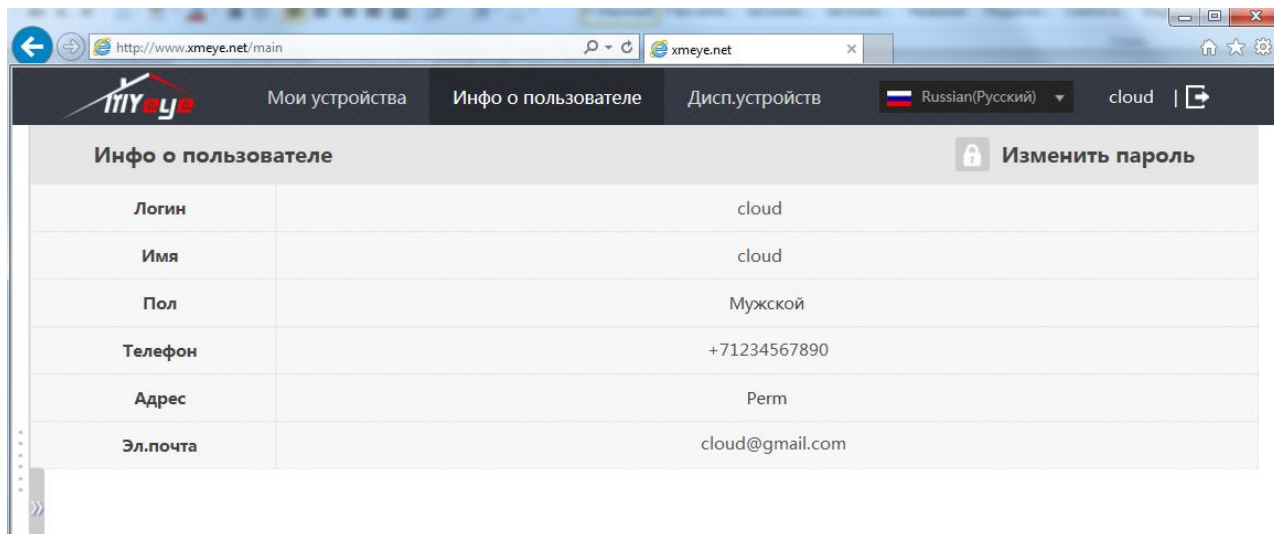 http://www.xmeye.net/main
xmeye.net
MYeye
Мои устройства
Инфо о пользователе
Дисп.устройств
Russian(Русский)
cloud
Инфо о пользователе
Изменить пароль
Логин cloud
Имя cloud
Пол Мужской
Телефон +71234567890
Адрес Perm
Эл.почта cloud@gmail.com